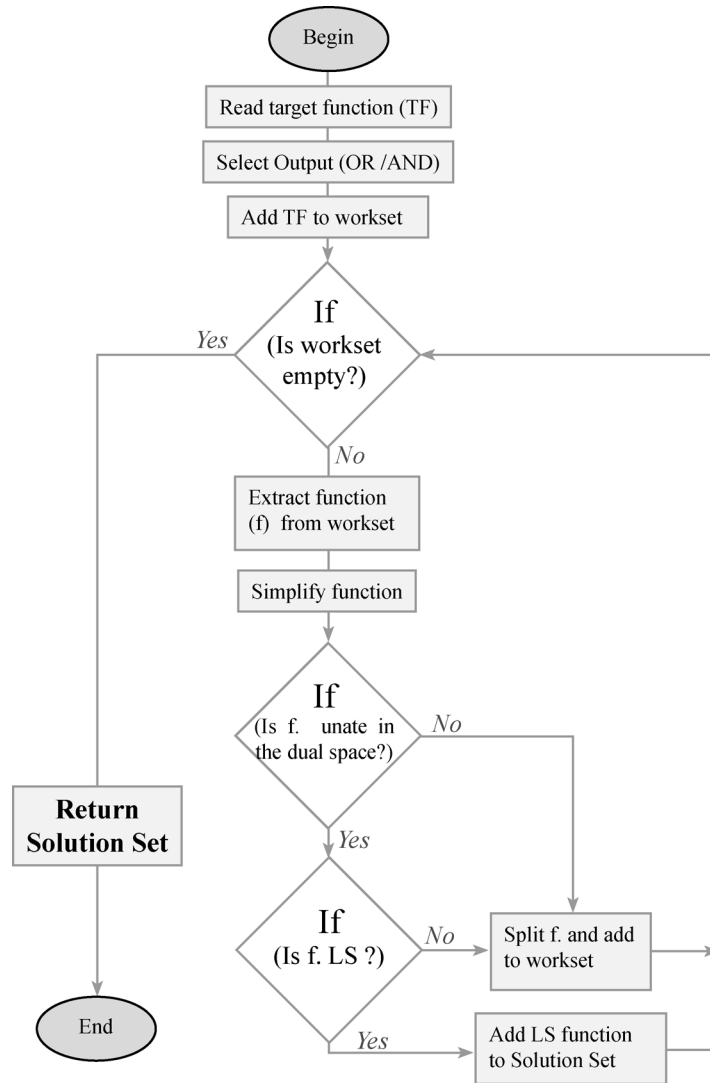 Begin
Read target function (TF)
Select Output (OR /AND)
Add TF to workset
If
(Is workset
empty?)
Yes
No
Extract function
(f) from workset
Simplify function
If
(Is f. unate in
the dual space?)
No
Yes
Return
Solution Set
If
(Is f. LS ?)
No
Split f. and add
to workset
Yes
Add LS function
to Solution Set
End